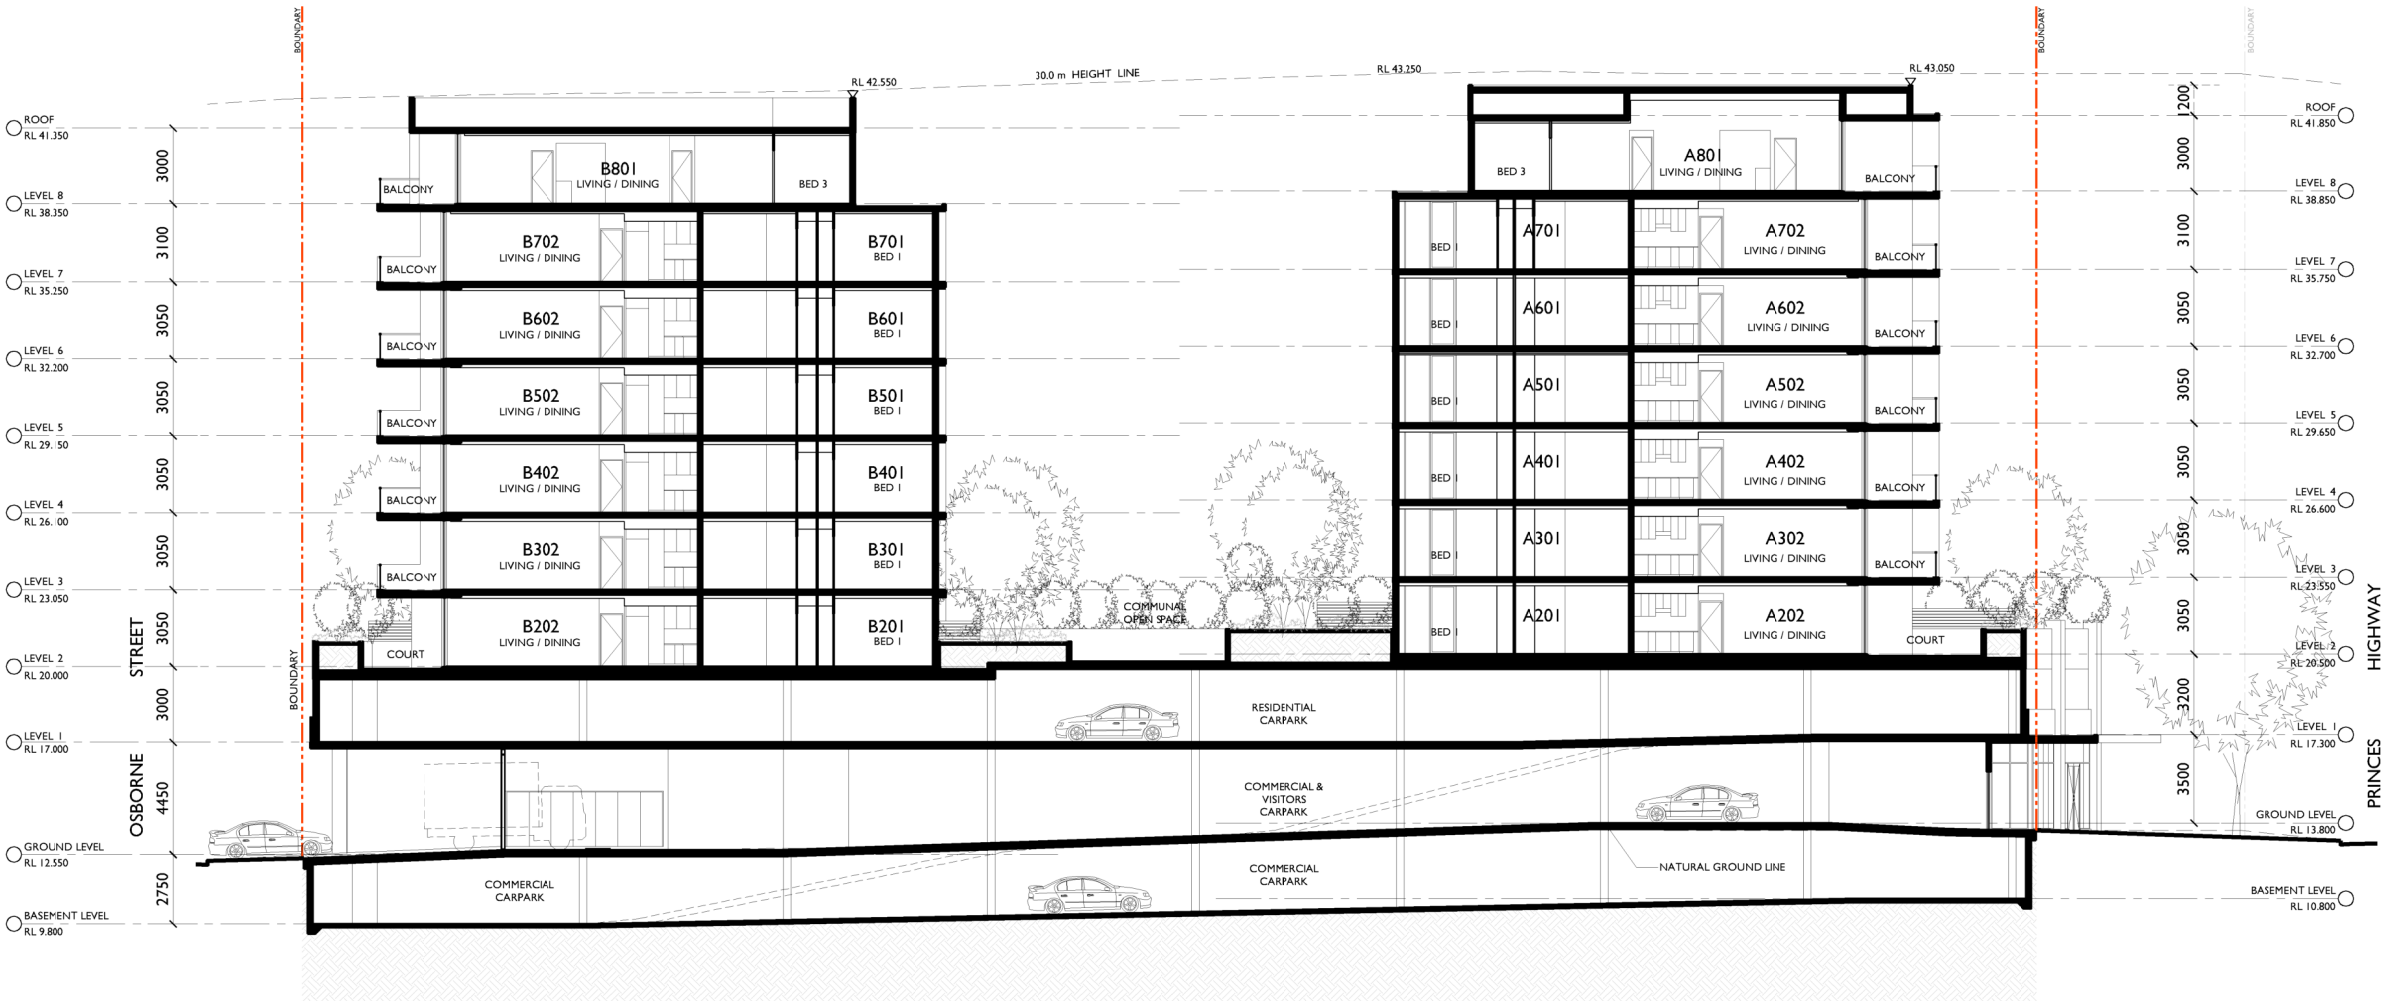 BOUNDARY
BOUNDARY
BOUNDARY
RL 42.550
30.0 m HEIGHT LINE
RL 43.250
RL 43.050
ROOF
RL 41.350
LEVEL 8
RL 38.350
LEVEL 7
RL 35.250
LEVEL 6
RL 32.200
LEVEL 5
RL 29.150
LEVEL 4
RL 26.100
LEVEL 3
RL 23.050
LEVEL 2
RL 20.000
LEVEL 1
RL 17.000
GROUND LEVEL
RL 12.550
BASEMENT LEVEL
RL 9.800
3000
3100
3050
3050
3050
3050
3050
3000
4450
2750
OSBORNE STREET
BOUNDARY
B801
LIVING / DINING
BED 3
BALCONY
B702
LIVING / DINING
B701
BED 1
BALCONY
B602
LIVING / DINING
B601
BED 1
BALCONY
B502
LIVING / DINING
B501
BED 1
BALCONY
B402
LIVING / DINING
B401
BED 1
BALCONY
B302
LIVING / DINING
B301
BED 1
BALCONY
B202
LIVING / DINING
B201
BED 1
COURT
COMMUNAL
OPEN SPACE
A801
LIVING / DINING
BED 3
BALCONY
BED 1
A701
A702
LIVING / DINING
BALCONY
BED 1
A601
A602
LIVING / DINING
BALCONY
BED 1
A501
A502
LIVING / DINING
BALCONY
BED 1
A401
A402
LIVING / DINING
BALCONY
BED 1
A301
A302
LIVING / DINING
BALCONY
BED 1
A201
A202
LIVING / DINING
COURT
RESIDENTIAL
CARPARK
COMMERCIAL &
VISITORS
CARPARK
COMMERCIAL
CARPARK
COMMERCIAL
CARPARK
NATURAL GROUND LINE
1200
3000
3100
3050
3050
3050
3050
3050
3200
3500
ROOF
RL 41.850
LEVEL 8
RL 38.850
LEVEL 7
RL 35.750
LEVEL 6
RL 32.700
LEVEL 5
RL 29.650
LEVEL 4
RL 26.600
LEVEL 3
RL 23.550
LEVEL 2
RL 20.500
LEVEL 1
RL 17.300
GROUND LEVEL
RL 13.800
BASEMENT LEVEL
RL 10.800
PRINCES HIGHWAY